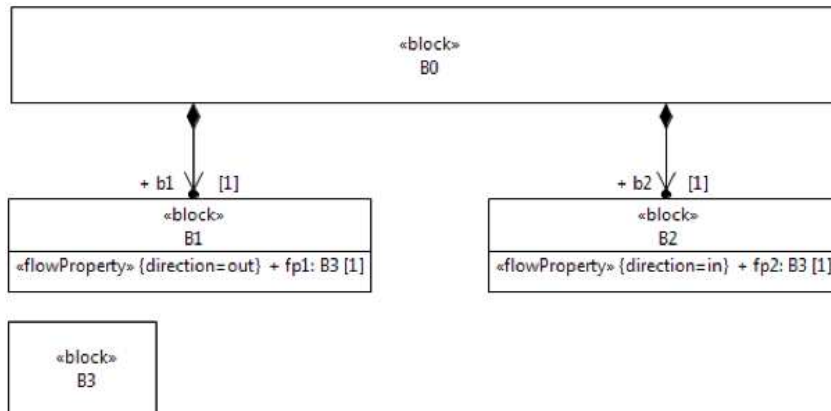 «block»
B0
+ b1 [1]
+ b2 [1]
«block»
B1
«flowProperty» {direction=out} + fp1: B3 [1]
«block»
B2
«flowProperty» {direction=in} + fp2: B3 [1]
«block»
B3